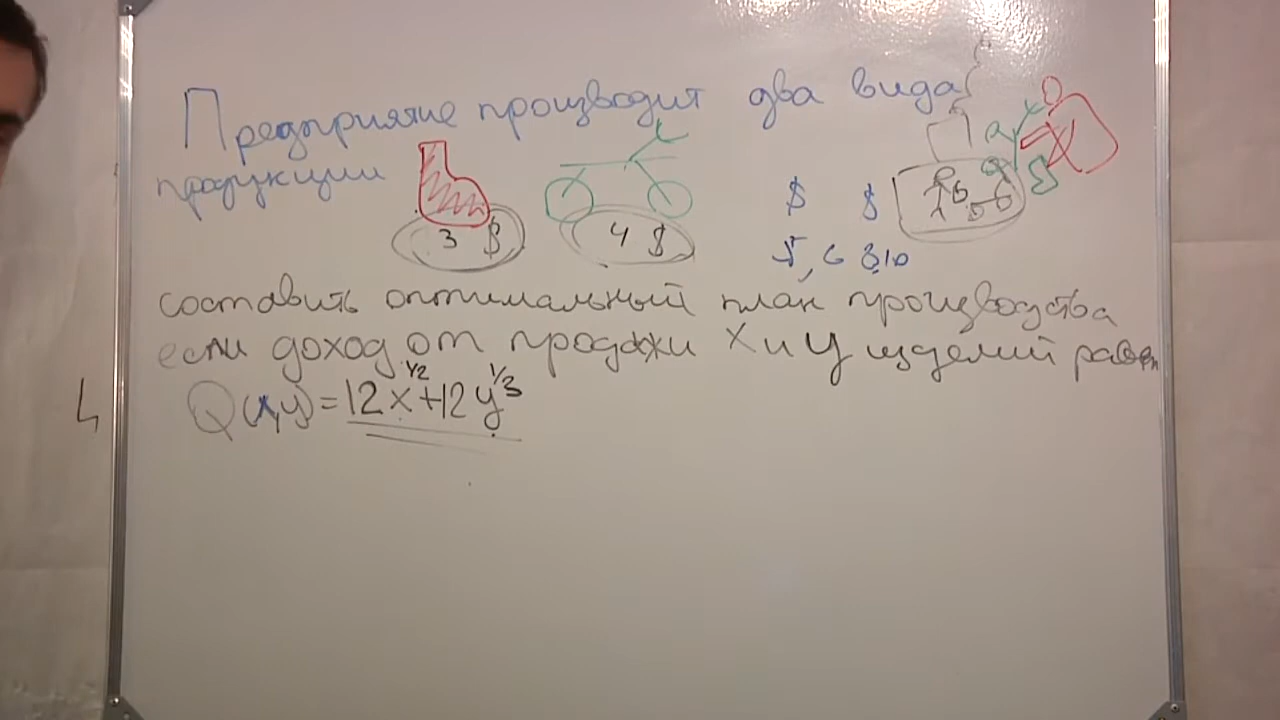 Предприятие производит два вида
продукции
3 $ 4 $
$ $
5, 6 8, 10
составить оптимальный план производства
если доход от продажи X и У изделий равен
Q(x,y) = 12x^1/2 + 12y^1/3